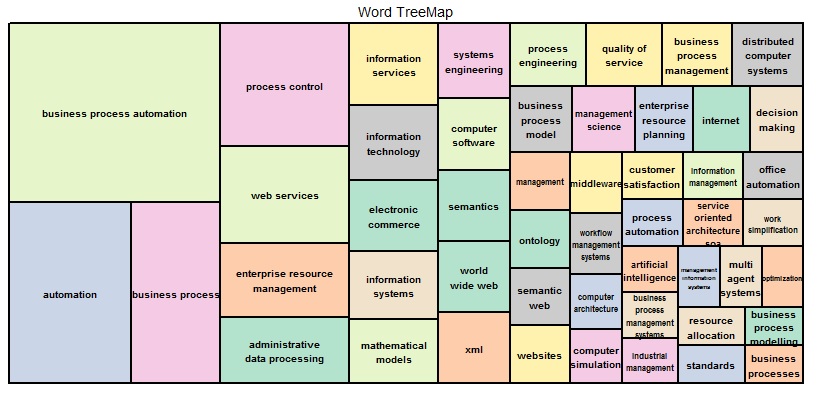 Word TreeMap
business process automation
automation
business process
process control
web services
enterprise resource
management
administrative
data processing
information
services
information
technology
electronic
commerce
information
systems
mathematical
models
systems
engineering
computer
software
semantics
world
wide web
xml
process
engineering
quality of
service
business
process
management
distributed
computer
systems
business
process
model
management
science
enterprise
resource
planning
internet
decision
making
management
middleware
customer
satisfaction
information
management
office
automation
ontology
workflow
management
systems
process
automation
service
oriented
architecture
soa
work
simplification
semantic
web
computer
architecture
artificial
intelligence
management
information
systems
multi
agent
systems
optimization
business
process
management
systems
resource
allocation
business
process
modelling
websites
computer
simulation
industrial
management
standards
business
processes